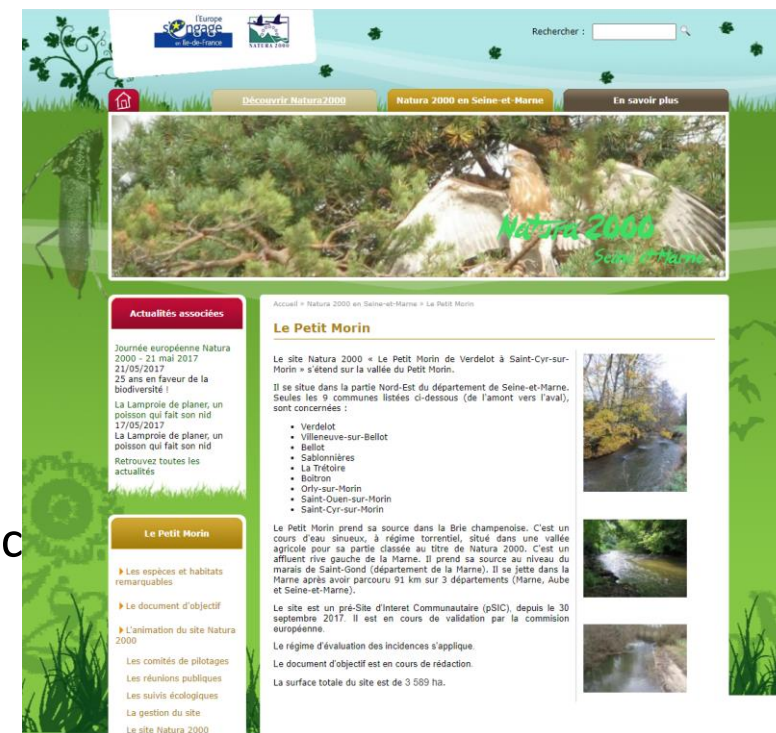 l'Europe
s'engage
en Ile-de-France
NATURA 2000
Rechercher :
Découvrir Natura2000
Natura 2000 en Seine-et-Marne
En savoir plus
Natura 2000
Seine et Marne
Actualités associées
Journée européenne Natura
2000 - 21 mai 2017
21/05/2017
25 ans en faveur de la
biodiversité !
La Lamproie de planer, un
poisson qui fait son nid
17/05/2017
La Lamproie de planer, un
poisson qui fait son nid
Retrouvez toutes les
actualités
Le Petit Morin
Les espèces et habitats
remarquables
Le document d'objectif
L'animation du site Natura
2000
Les comités de pilotages
Les réunions publiques
Les suivis écologiques
La gestion du site
Le site Natura 2000
c
Accueil » Natura 2000 en Seine-et-Marne » Le Petit Morin
Le Petit Morin
Le site Natura 2000 « Le Petit Morin de Verdelot à Saint-Cyr-sur-
Morin » s'étend sur la vallée du Petit Morin.
Il se situe dans la partie Nord-Est du département de Seine-et-Marne.
Seules les 9 communes listées ci-dessous (de l'amont vers l'aval),
sont concernées :
• Verdelot
• Villeneuve-sur-Bellot
• Bellot
• Sablonnières
• La Trétoire
• Boitron
• Orly-sur-Morin
• Saint-Ouen-sur-Morin
• Saint-Cyr-sur-Morin
Le Petit Morin prend sa source dans la Brie champenoise. C'est un
cours d'eau sinueux, à régime torrentiel, situé dans une vallée
agricole pour sa partie classée au titre de Natura 2000. C'est un
affluent rive gauche de la Marne. Il prend sa source au niveau du
marais de Saint-Gond (département de la Marne). Il se jette dans la
Marne après avoir parcouru 91 km sur 3 départements (Marne, Aube
et Seine-et-Marne).
Le site est un pré-Site d'Interet Communautaire (pSIC), depuis le 30
septembre 2017. Il est en cours de validation par la commision
européenne.
Le régime d'évaluation des incidences s'applique.
Le document d'objectif est en cours de rédaction.
La surface totale du site est de 3 589 ha.